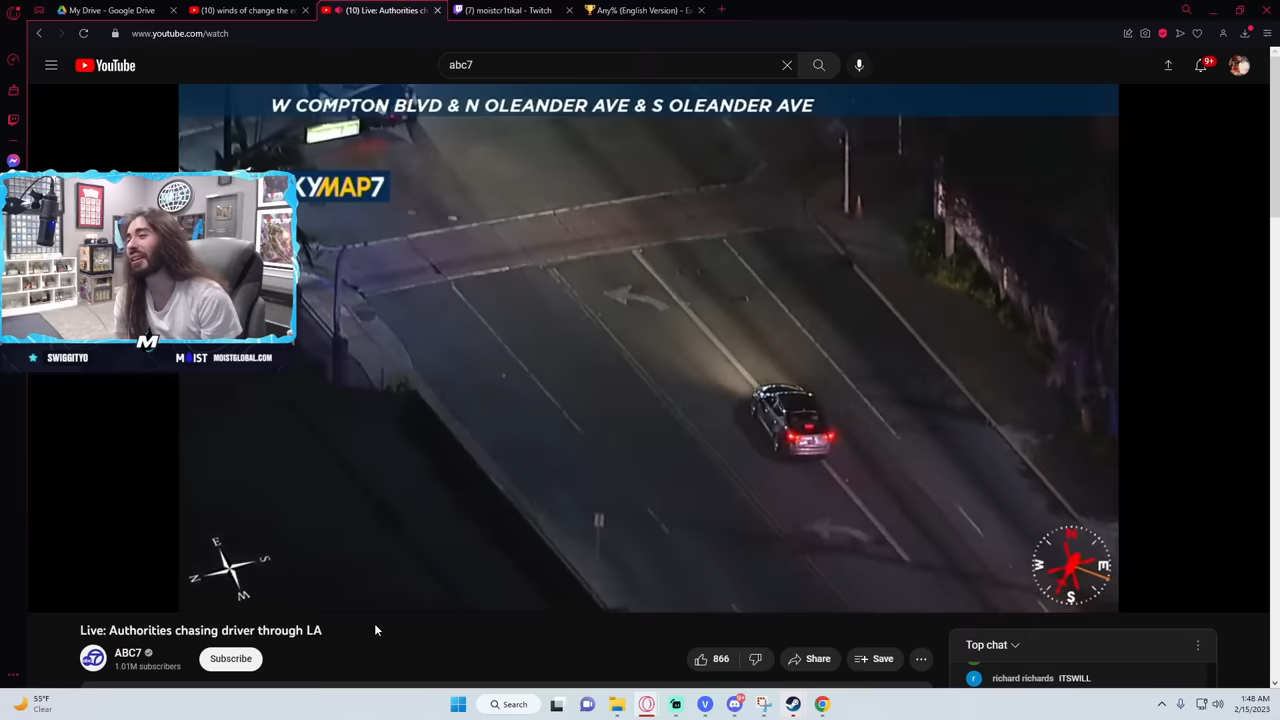 My Drive - Google Drive
(10) winds of change the e
(10) Live: Authorities ch
(7) moistcr1tikal - Twitch
Any% (English Version) - E
www.youtube.com/watch
YouTube
abc7
9+
W COMPTON BLVD & N OLEANDER AVE & S OLEANDER AVE
KYMAP7
M
SWIGGITYO
MOIST
MOISTGLOBAL.COM
E
N
S
W
N
W
E
S
Live: Authorities chasing driver through LA
ABC7
1.01M subscribers
Subscribe
866
Share
Save
Top chat
r
richard richards ITSWILL
55°F
Clear
Search
1:48 AM
2/15/2023